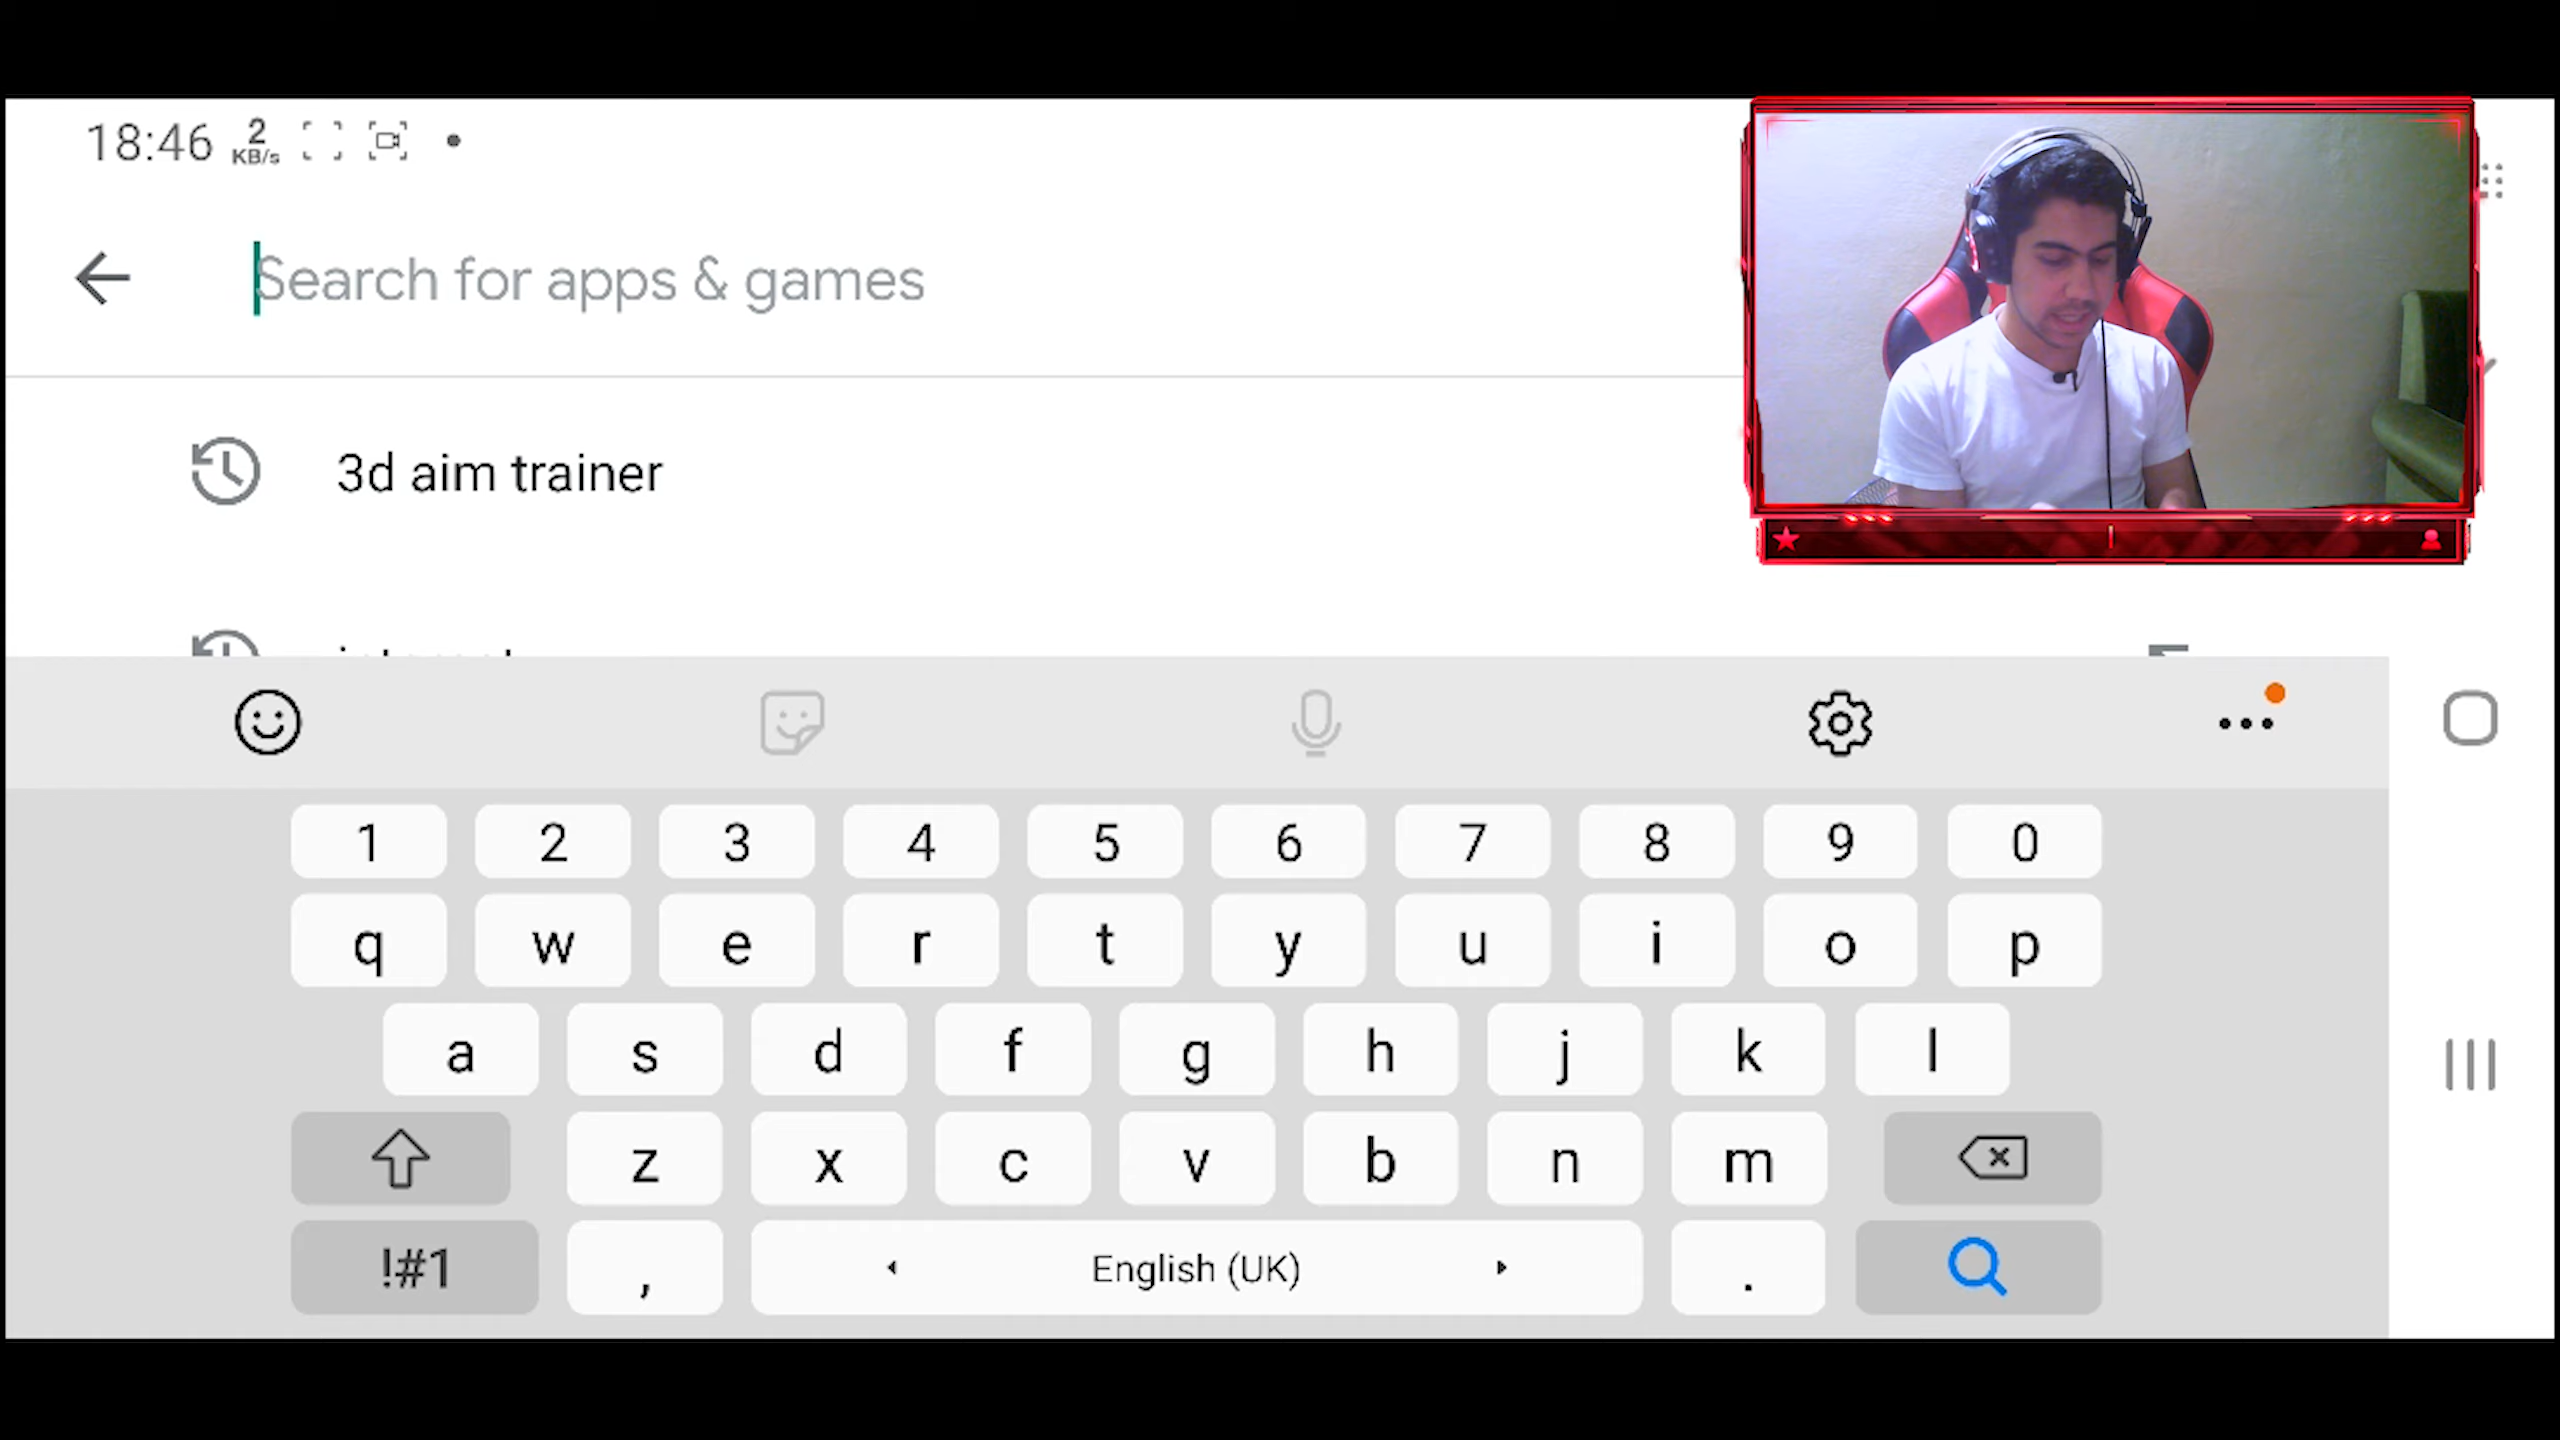 18:46 2 KB/s
Search for apps & games
3d aim trainer
1 2 3 4 5 6 7 8 9 0
q w e r t y u i o p
a s d f g h j k l
z x c v b n m
!#1 , English (UK) .